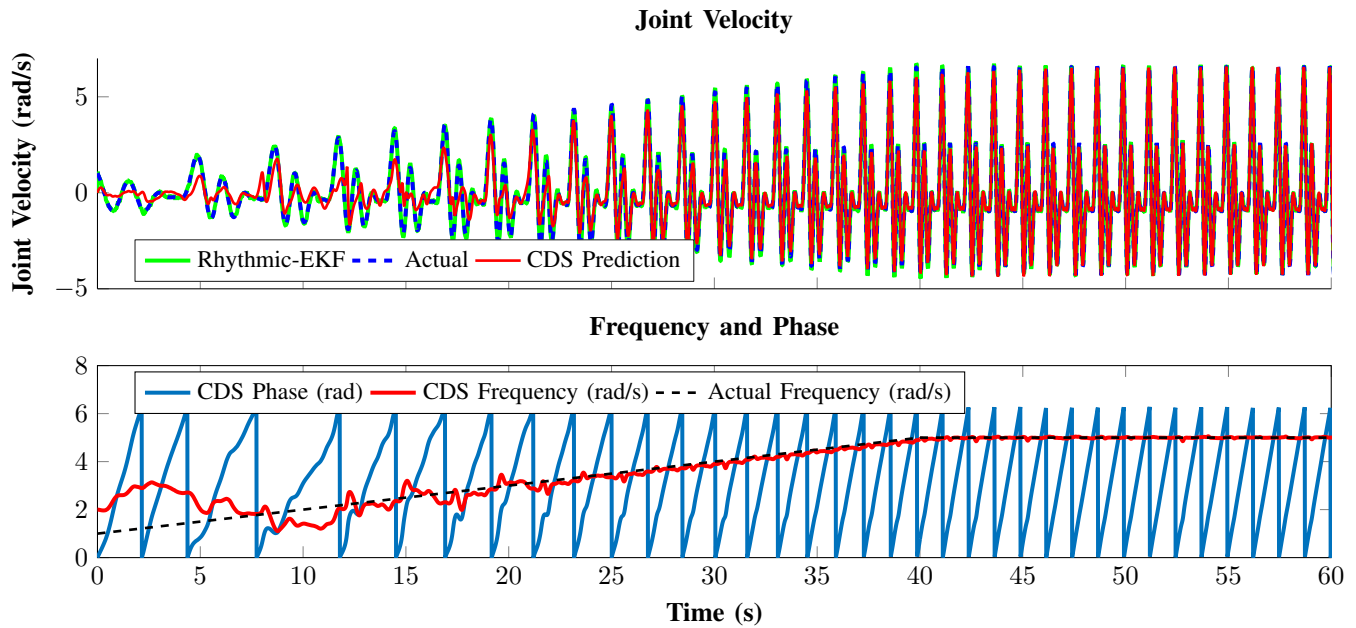 Joint Velocity
Joint Velocity (rad/s)
5
0
−5
Rhythmic-EKF Actual CDS Prediction
Frequency and Phase
8
6
4
2
0
CDS Phase (rad) CDS Frequency (rad/s) Actual Frequency (rad/s)
0 5 10 15 20 25 30 35 40 45 50 55 60
Time (s)